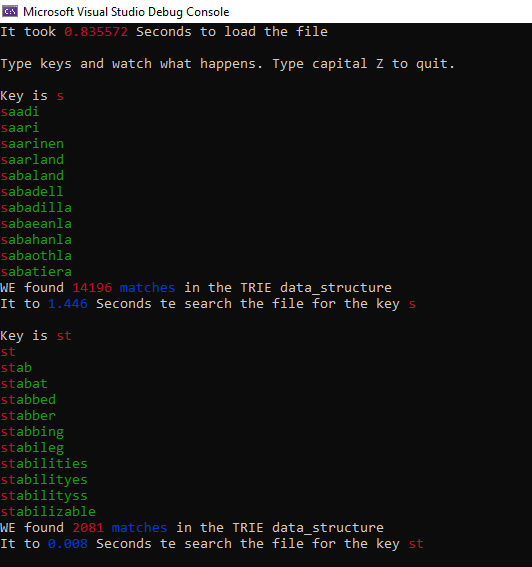 Microsoft Visual Studio Debug Console
It took 0.835572 Seconds to load the file
Type keys and watch what happens. Type capital Z to quit.
Key is s
saadi
saari
saarinen
saarland
sabaland
sabadell
sabadilla
sabaeanla
sabahanla
sabaothla
sabatiera
WE found 14196 matches in the TRIE data_structure
It to 1.446 Seconds te search the file for the key s
Key is st
st
stab
stabat
stabbed
stabber
stabbing
stabileg
stabilities
stabilityes
stabilityss
stabilizable
WE found 2081 matches in the TRIE data_structure
It to 0.008 Seconds te search the file for the key st